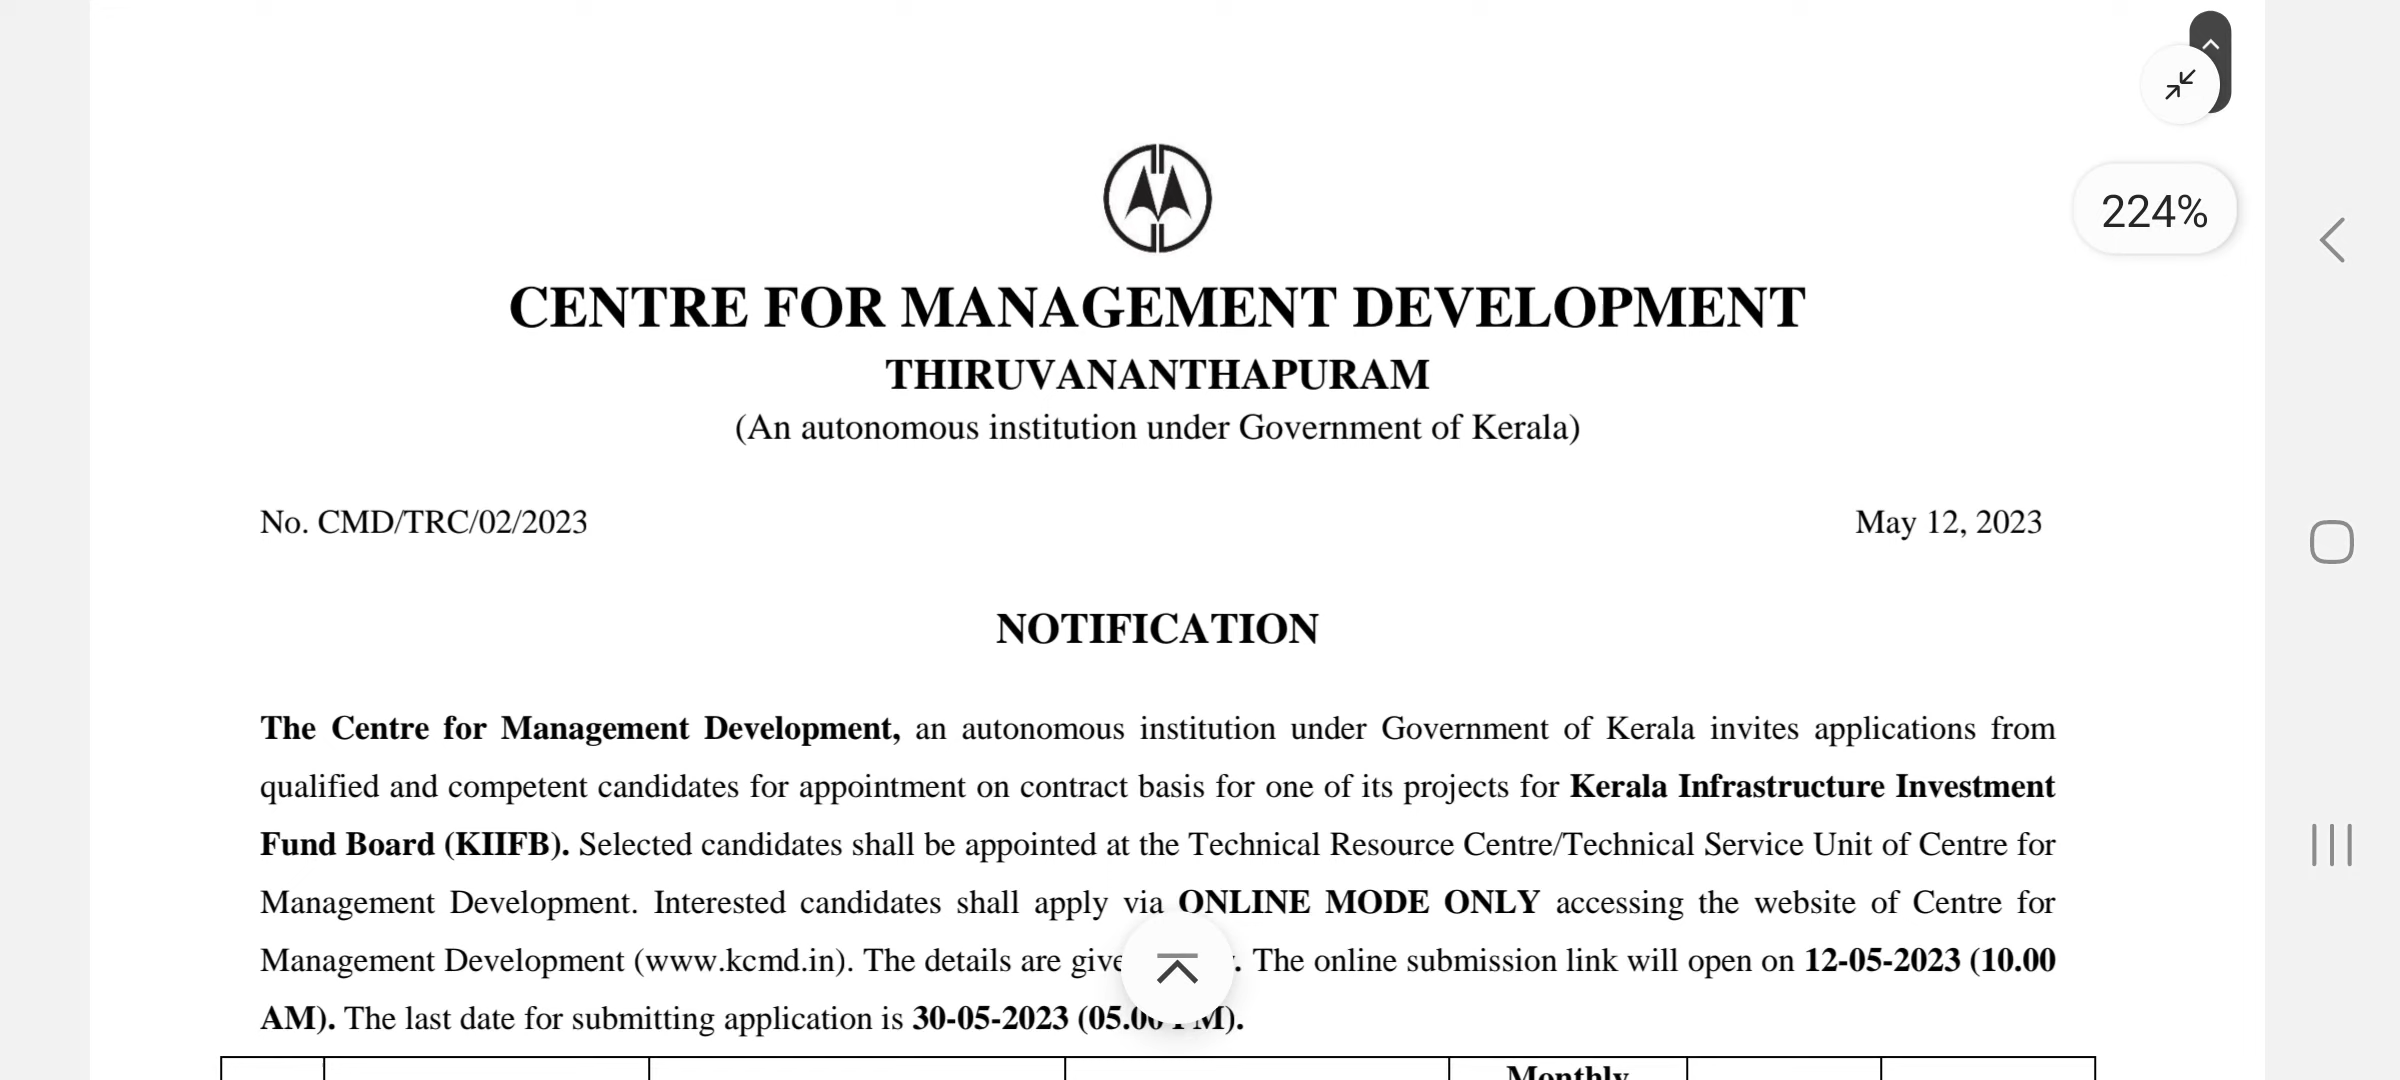 CENTRE FOR MANAGEMENT DEVELOPMENT
THIRUVANANTHAPURAM
(An autonomous institution under Government of Kerala)
No. CMD/TRC/02/2023 May 12, 2023
NOTIFICATION
The Centre for Management Development, an autonomous institution under Government of Kerala invites applications from
qualified and competent candidates for appointment on contract basis for one of its projects for Kerala Infrastructure Investment
Fund Board (KIIFB). Selected candidates shall be appointed at the Technical Resource Centre/Technical Service Unit of Centre for
Management Development. Interested candidates shall apply via ONLINE MODE ONLY accessing the website of Centre for
Management Development (www.kcmd.in). The details are The online submission link will open on 12-05-2023 (10.00
AM). The last date for submitting application is 30-05-2023 (05.00 PM).
Monthly
224%